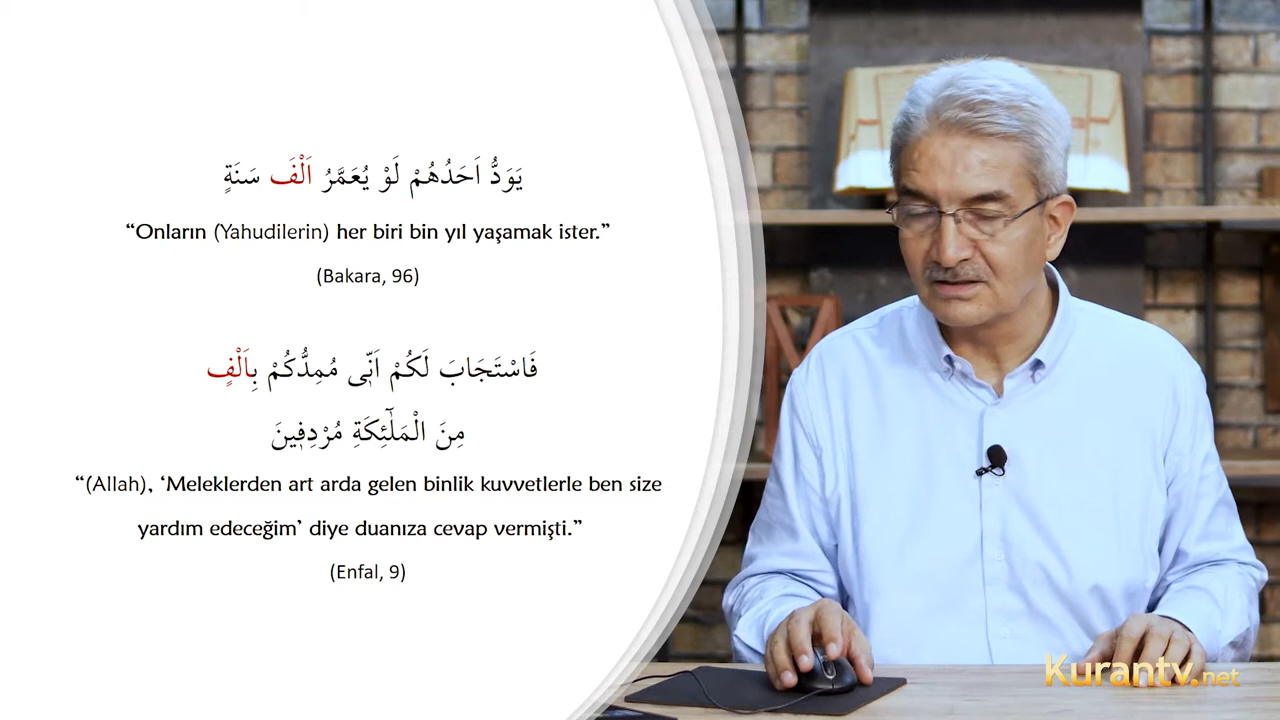 يَوَدُّ اَحَدُهُمْ لَوْ يُعَمَّرُ اَلْفَ سَنَةٍ
“Onların (Yahudilerin) her biri bin yıl yaşamak ister.”
(Bakara, 96)
فَاسْتَجَابَ لَكُمْ اَنّٖى مُمِدُّكُمْ بِاَلْفٍ
مِنَ الْمَلٰٓئِكَةِ مُرْدِفٖينَ
“(Allah), ‘Meleklerden art arda gelen binlik kuvvetlerle ben size
yardım edeceğim’ diye duanıza cevap vermişti.”
(Enfal, 9)
Kurantv.net